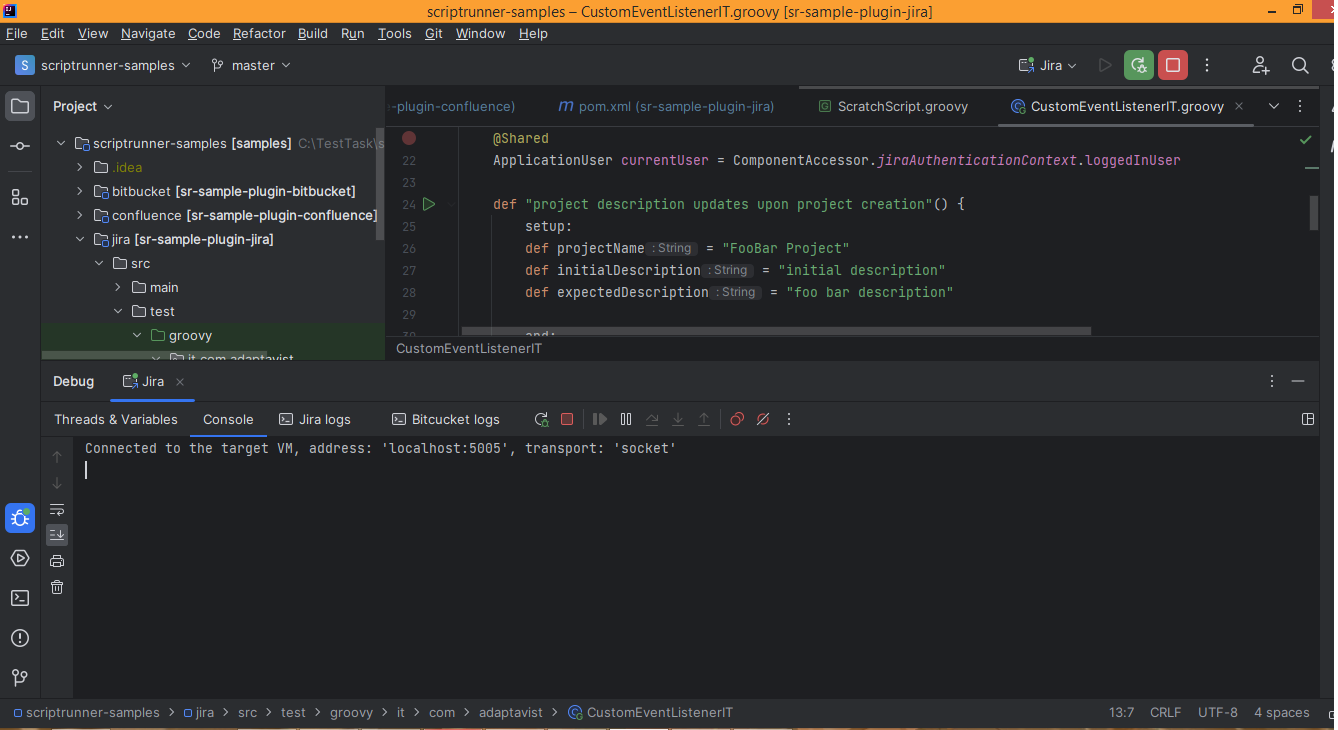 scriptrunner-samples – CustomEventListenerIT.groovy [sr-sample-plugin-jira]
File Edit View Navigate Code Refactor Build Run Tools Git Window Help
S scriptrunner-samples master Jira
Project
-plugin-confluence) m pom.xml (sr-sample-plugin-jira) ScratchScript.groovy CustomEventListenerIT.groovy
scriptrunner-samples [samples] C:\TestTask\s
.idea
bitbucket [sr-sample-plugin-bitbucket]
confluence [sr-sample-plugin-confluence]
jira [sr-sample-plugin-jira]
src
main
test
groovy
it.com.adaptavist
@Shared
22 ApplicationUser currentUser = ComponentAccessor.jiraAuthenticationContext.loggedInUser
23
24 def "project description updates upon project creation"() {
25 setup:
26 def projectName : String = "FooBar Project"
27 def initialDescription : String = "initial description"
28 def expectedDescription : String = "foo bar description"
29
30 and:
CustomEventListenerIT
Debug Jira
Threads & Variables Console Jira logs Bitcucket logs
Connected to the target VM, address: 'localhost:5005', transport: 'socket'
scriptrunner-samples > jira > src > test > groovy > it > com > adaptavist > CustomEventListenerIT 13:7 CRLF UTF-8 4 spaces